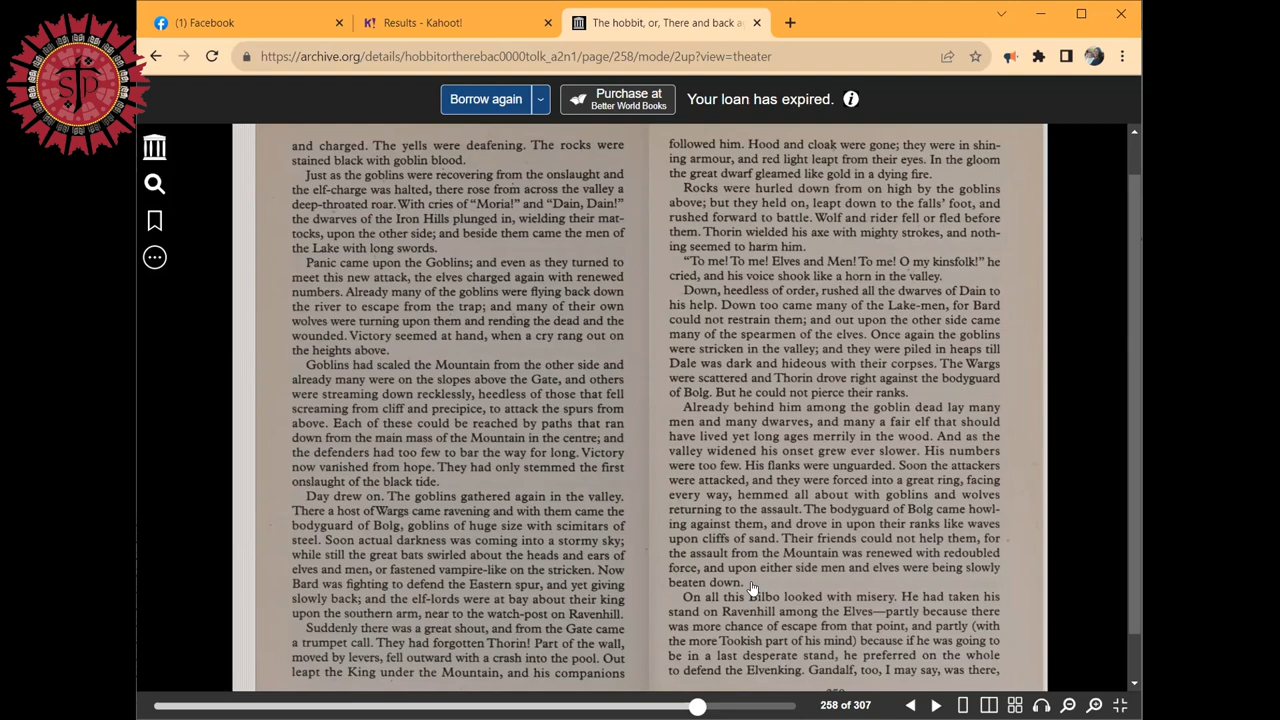 (1) Facebook
Results - Kahoot!
The hobbit, or, There and back a
https://archive.org/details/hobbitortherebac0000tolk_a2n1/page/258/mode/2up?view=theater
Borrow again
Purchase at
Better World Books
Your loan has expired.
STP
and charged. The yells were deafening. The rocks were
stained black with goblin blood.
Just as the goblins were recovering from the onslaught and
the elf-charge was halted, there rose from across the valley a
deep-throated roar. With cries of “Moria!” and “Dain, Dain!”
the dwarves of the Iron Hills plunged in, wielding their mat-
tocks, upon the other side; and beside them came the men of
the Lake with long swords.
Panic came upon the Goblins; and even as they turned to
meet this new attack, the elves charged again with renewed
numbers. Already many of the goblins were flying back down
the river to escape from the trap; and many of their own
wolves were turning upon them and rending the dead and the
wounded. Victory seemed at hand, when a cry rang out on
the heights above.
Goblins had scaled the Mountain from the other side and
already many were on the slopes above the Gate, and others
were streaming down recklessly, heedless of those that fell
screaming from cliff and precipice, to attack the spurs from
above. Each of these could be reached by paths that ran
down from the main mass of the Mountain in the centre; and
the defenders had too few to bar the way for long. Victory
now vanished from hope. They had only stemmed the first
onslaught of the black tide.
Day drew on. The goblins gathered again in the valley.
There a host of Wargs came ravening and with them came the
bodyguard of Bolg, goblins of huge size with scimitars of
steel. Soon actual darkness was coming into a stormy sky;
while still the great bats swirled about the heads and ears of
elves and men, or fastened vampire-like on the stricken. Now
Bard was fighting to defend the Eastern spur, and yet giving
slowly back; and the elf-lords were at bay about their king
upon the southern arm, near to the watch-post on Ravenhill.
Suddenly there was a great shout, and from the Gate came
a trumpet call. They had forgotten Thorin! Part of the wall,
moved by levers, fell outward with a crash into the pool. Out
leapt the King under the Mountain, and his companions
followed him. Hood and cloak were gone; they were in shin-
ing armour, and red light leapt from their eyes. In the gloom
the great dwarf gleamed like gold in a dying fire.
Rocks were hurled down from on high by the goblins
above; but they held on, leapt down to the falls’ foot, and
rushed forward to battle. Wolf and rider fell or fled before
them. Thorin wielded his axe with mighty strokes, and noth-
ing seemed to harm him.
“To me! To me! Elves and Men! To me! O my kinsfolk!” he
cried, and his voice shook like a horn in the valley.
Down, heedless of order, rushed all the dwarves of Dain to
his help. Down too came many of the Lake-men, for Bard
could not restrain them; and out upon the other side came
many of the spearmen of the elves. Once again the goblins
were stricken in the valley; and they were piled in heaps till
Dale was dark and hideous with their corpses. The Wargs
were scattered and Thorin drove right against the bodyguard
of Bolg. But he could not pierce their ranks.
Already behind him among the goblin dead lay many
men and many dwarves, and many a fair elf that should
have lived yet long ages merrily in the wood. And as the
valley widened his onset grew ever slower. His numbers
were too few. His flanks were unguarded. Soon the attackers
were attacked, and they were forced into a great ring, facing
every way, hemmed all about with goblins and wolves
returning to the assault. The bodyguard of Bolg came howl-
ing against them, and drove in upon their ranks like waves
upon cliffs of sand. Their friends could not help them, for
the assault from the Mountain was renewed with redoubled
force, and upon either side men and elves were being slowly
beaten down.
On all this Bilbo looked with misery. He had taken his
stand on Ravenhill among the Elves—partly because there
was more chance of escape from that point, and partly (with
the more Tookish part of his mind) because if he was going to
be in a last desperate stand, he preferred on the whole
to defend the Elvenking. Gandalf, too, I may say, was there,
258 of 307